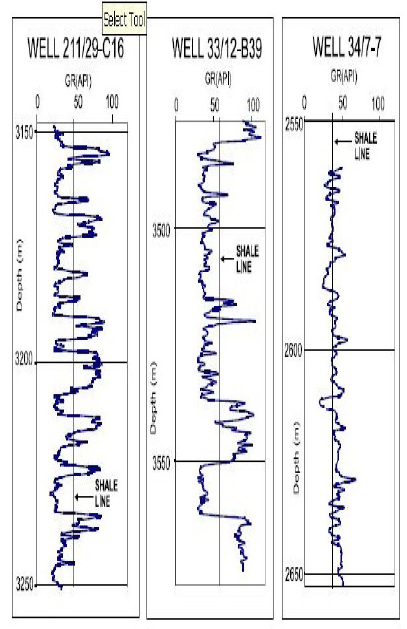 Select Tool
WELL 211/29-C16
GR(API)
0 50 100
3150
3200
3250
Depth (m)
SHALE
LINE
WELL 33/12-B39
GR(API)
0 50 100
3500
3550
Depth (m)
SHALE
LINE
WELL 34/7-7
GR(API)
0 50 100
2550
2600
2650
Depth (m)
SHALE
LINE